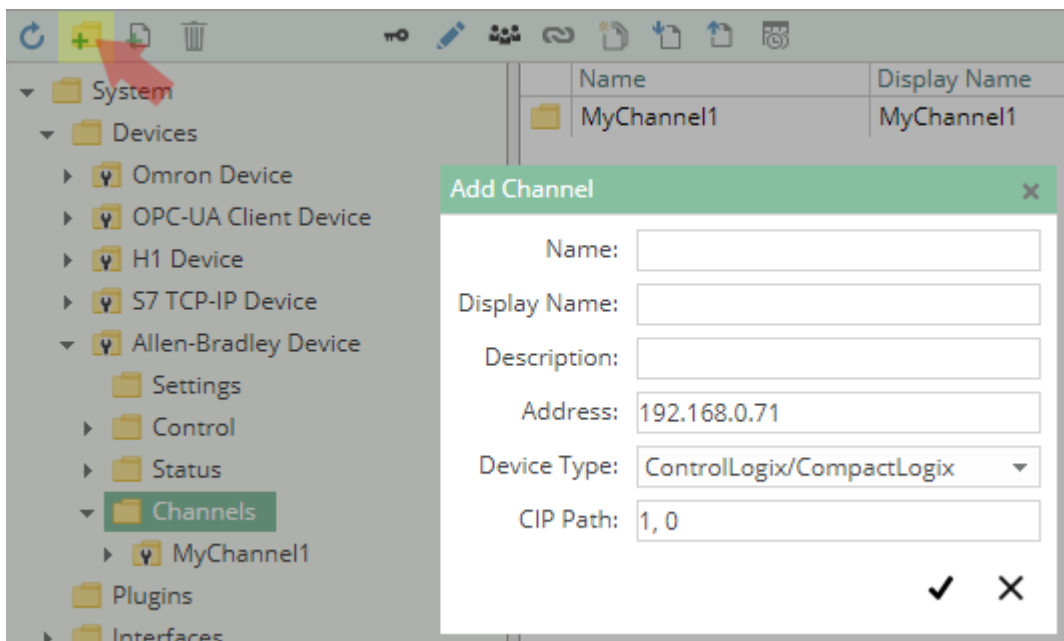 System
Devices
Omron Device
OPC-UA Client Device
H1 Device
S7 TCP-IP Device
Allen-Bradley Device
Settings
Control
Status
Channels
MyChannel1
Plugins
Interfaces
Name Display Name
MyChannel1 MyChannel1
Add Channel
Name:
Display Name:
Description:
Address: 192.168.0.71
Device Type: ControlLogix/CompactLogix
CIP Path: 1, 0